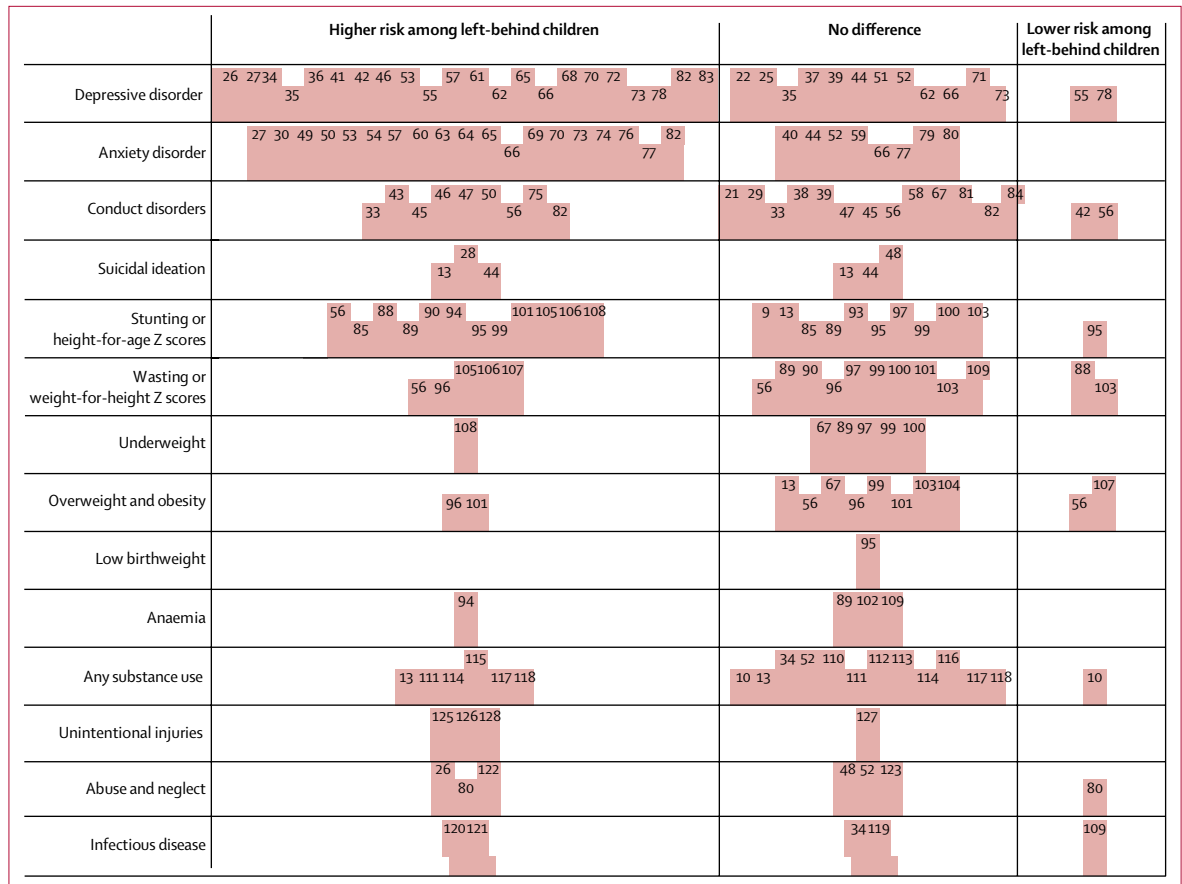 Higher risk among left-behind children No difference Lower risk among left-behind children
Depressive disorder
26 27 34 36 41 42 46 53 57 61 65 68 70 72 82 83
35 55 62 66 73 78
22 25 37 39 44 51 52 71
35 62 66 73
55 78
Anxiety disorder
27 30 49 50 53 54 57 60 63 64 65 69 70 73 74 76 82
66 77
40 44 52 59 79 80
66 77
Conduct disorders
43 46 47 50 75
33 45 56 82
21 29 38 39 58 67 81 84
33 47 45 56 82
42 56
Suicidal ideation
28
13 44
48
13 44
Stunting or
height-for-age Z scores
56 88 90 94 101 105 106 108
85 89 95 99
9 13 93 97 100 103
85 89 95 99
95
Wasting or
weight-for-height Z scores
105 106 107
56 96
89 90 97 99 100 101 109
56 96 103
88
103
Underweight
108
67 89 97 99 100
Overweight and obesity
96 101
13 67 99 103 104
56 96 101
107
56
Low birthweight
95
Anaemia
94
89 102 109
Any substance use
115
13 111 114 117 118
34 52 110 112 113 116
10 13 111 114 117 118
10
Unintentional injuries
125 126 128
127
Abuse and neglect
26 122
80
48 52 123
80
Infectious disease
120 121
34 119
109